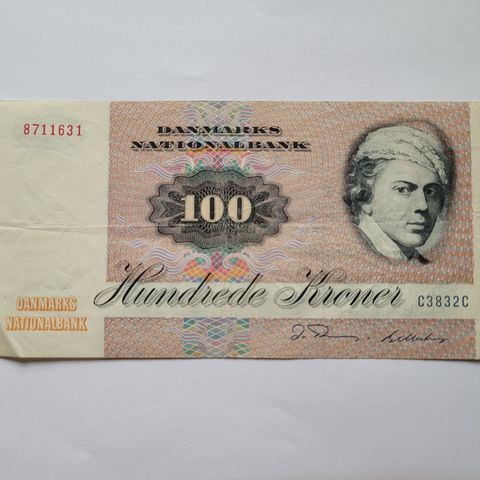 8711631
DANMARKS
NATIONALBANK
100
Hundrede Kroner
C3832C
DANMARKS
NATIONALBANK